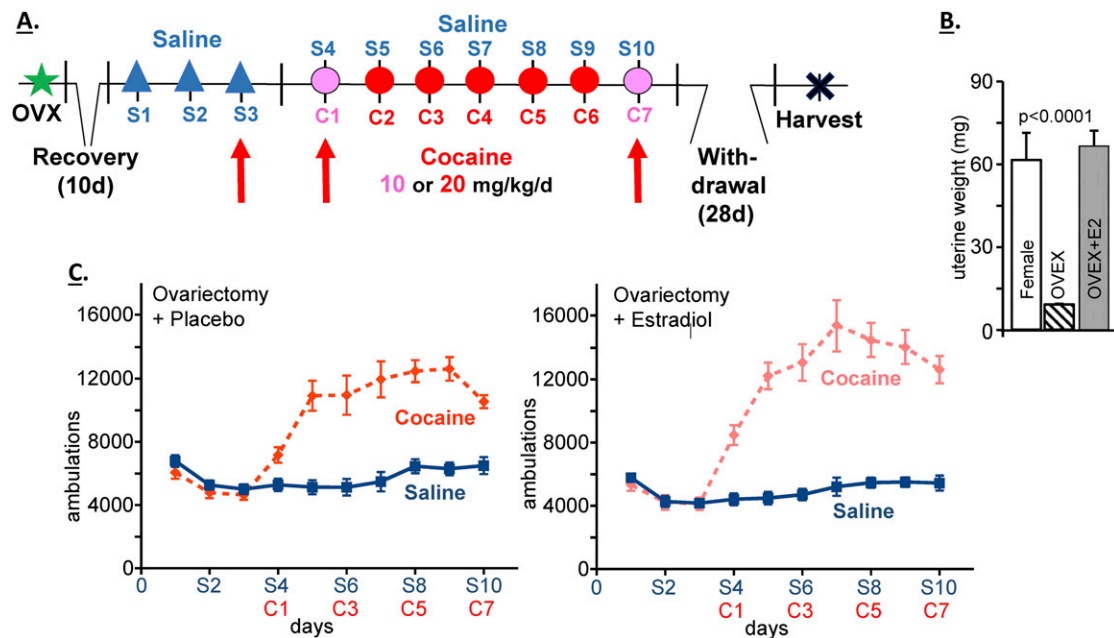 A.
Saline
Saline
S4 S5 S6 S7 S8 S9 S10
OVX
S1 S2 S3
C1 C2 C3 C4 C5 C6 C7
Harvest
Recovery
(10d)
Cocaine
10 or 20 mg/kg/d
With-
drawal
(28d)
B.
uterine weight (mg)
90
60
30
0
p<0.0001
Female
OVEX
OVEX+E2
C.
Ovariectomy
+ Placebo
ambulations
16000
12000
8000
4000
0
Cocaine
Saline
0 S2 S4 S6 S8 S10
C1 C3 C5 C7
days
Ovariectomy
+ Estradiol
ambulations
16000
12000
8000
4000
0
Cocaine
Saline
0 S2 S4 S6 S8 S10
C1 C3 C5 C7
days